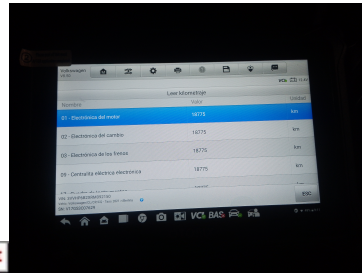 Volkswagen
Leer kilometraje
Nombre Valor Unidad
01 - Electrónica del motor 18775 km
02 - Electrónica del cambio 18775 km
03 - Electrónica de los frenos 18775 km
09 - Centralita eléctrica electrónica 18775 km
ESC
VCI BAS